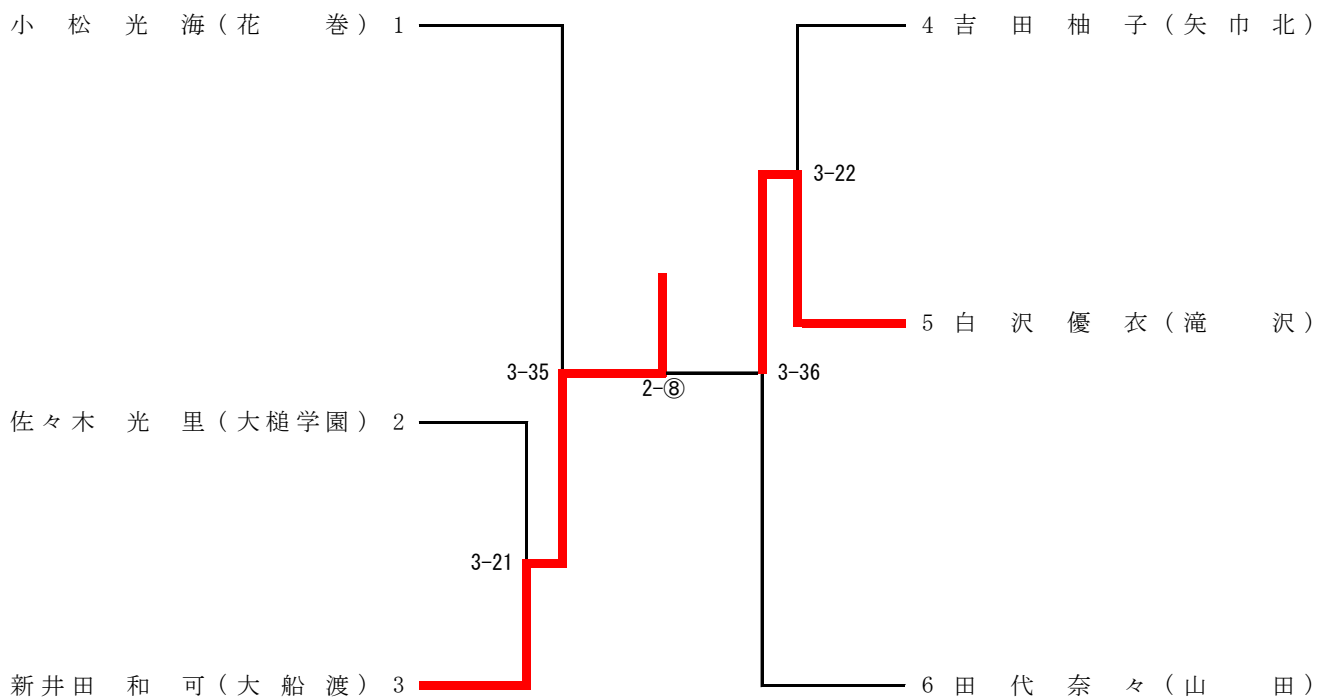 小松光海(花巻) 1
4 吉田柚子(矢巾北)
3-22
5 白沢優衣(滝沢)
3-35
2-⑧
3-36
佐々木光里(大槌学園) 2
3-21
新井田和可(大船渡) 3
6 田代奈々(山田)